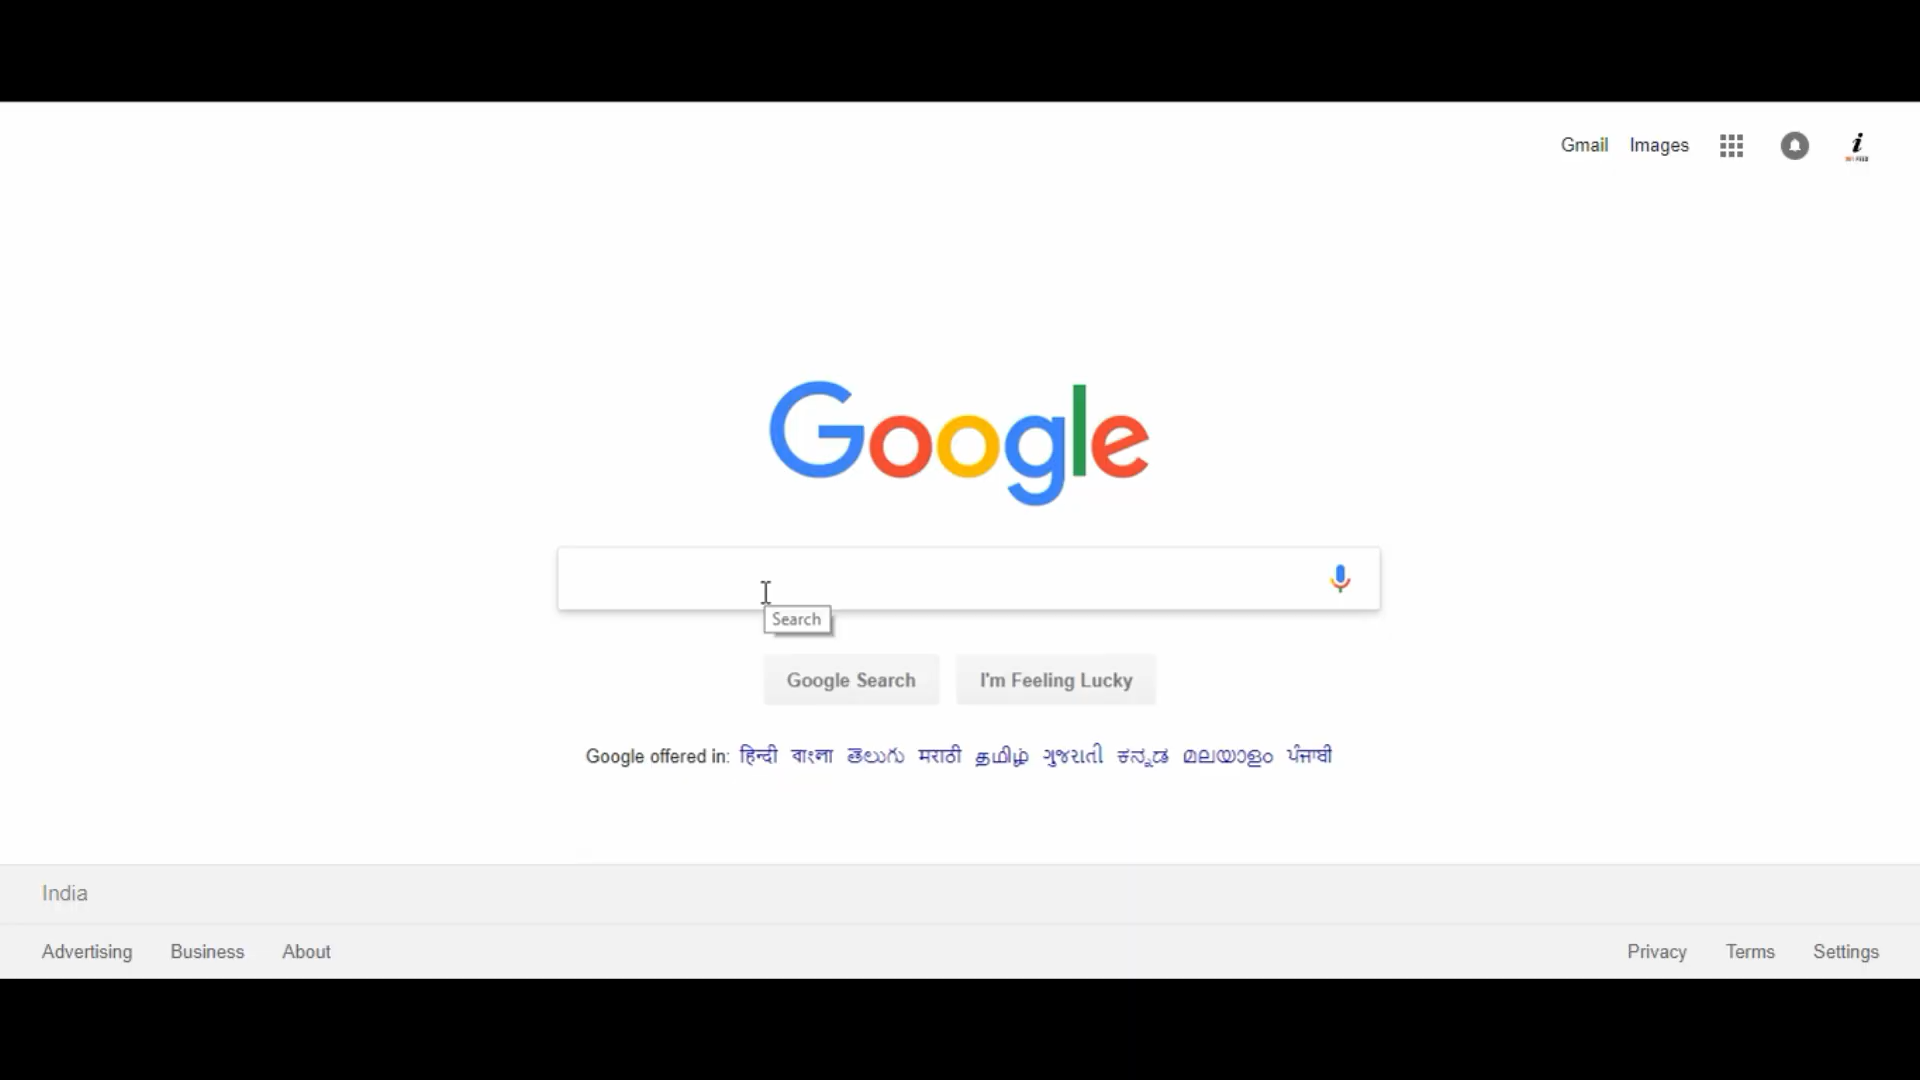 Gmail Images
Google
Search
Google Search I'm Feeling Lucky
Google offered in: हिन्दी বাংলা తెలుగు मराठी தமிழ் ગુજરાતી ಕನ್ನಡ മലയാളം ਪੰਜਾਬੀ
India
Advertising Business About Privacy Terms Settings